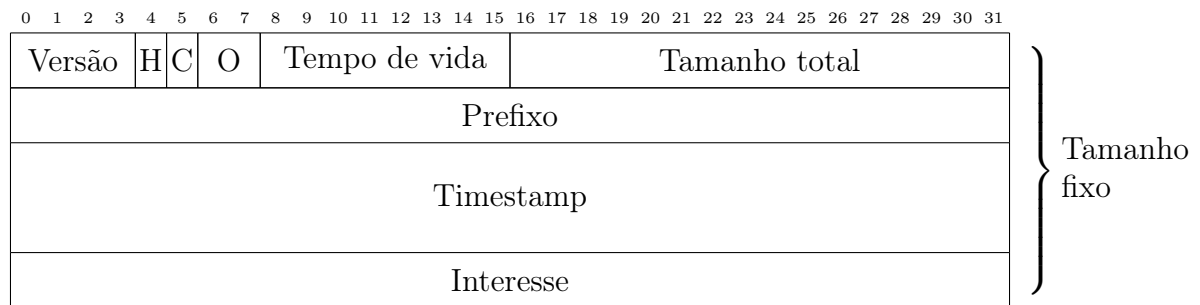 0 1 2 3 4 5 6 7 8 9 10 11 12 13 14 15 16 17 18 19 20 21 22 23 24 25 26 27 28 29 30 31
Versão H C O Tempo de vida Tamanho total
Prefixo
Timestamp
Interesse
Tamanho
fixo